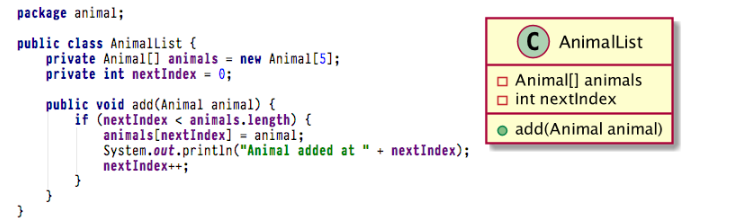 package animal;
public class AnimalList {
    private Animal[] animals = new Animal[5];
    private int nextIndex = 0;
    public void add(Animal animal) {
        if (nextIndex < animals.length) {
            animals[nextIndex] = animal;
            System.out.println("Animal added at " + nextIndex);
            nextIndex++;
        }
    }
}
C AnimalList
Animal[] animals
int nextIndex
add(Animal animal)